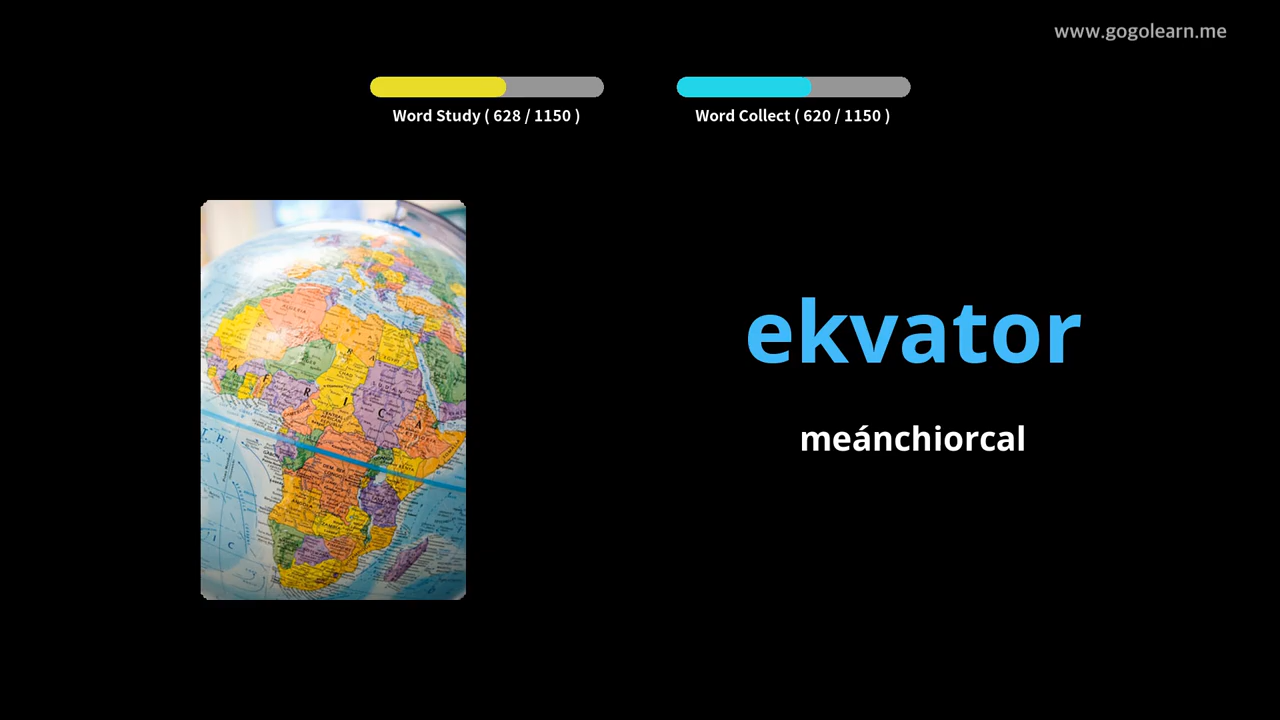 www.gogolearn.me
Word Study ( 628 / 1150 )
Word Collect ( 620 / 1150 )
ekvator
meánchiorcal
A F R I C A